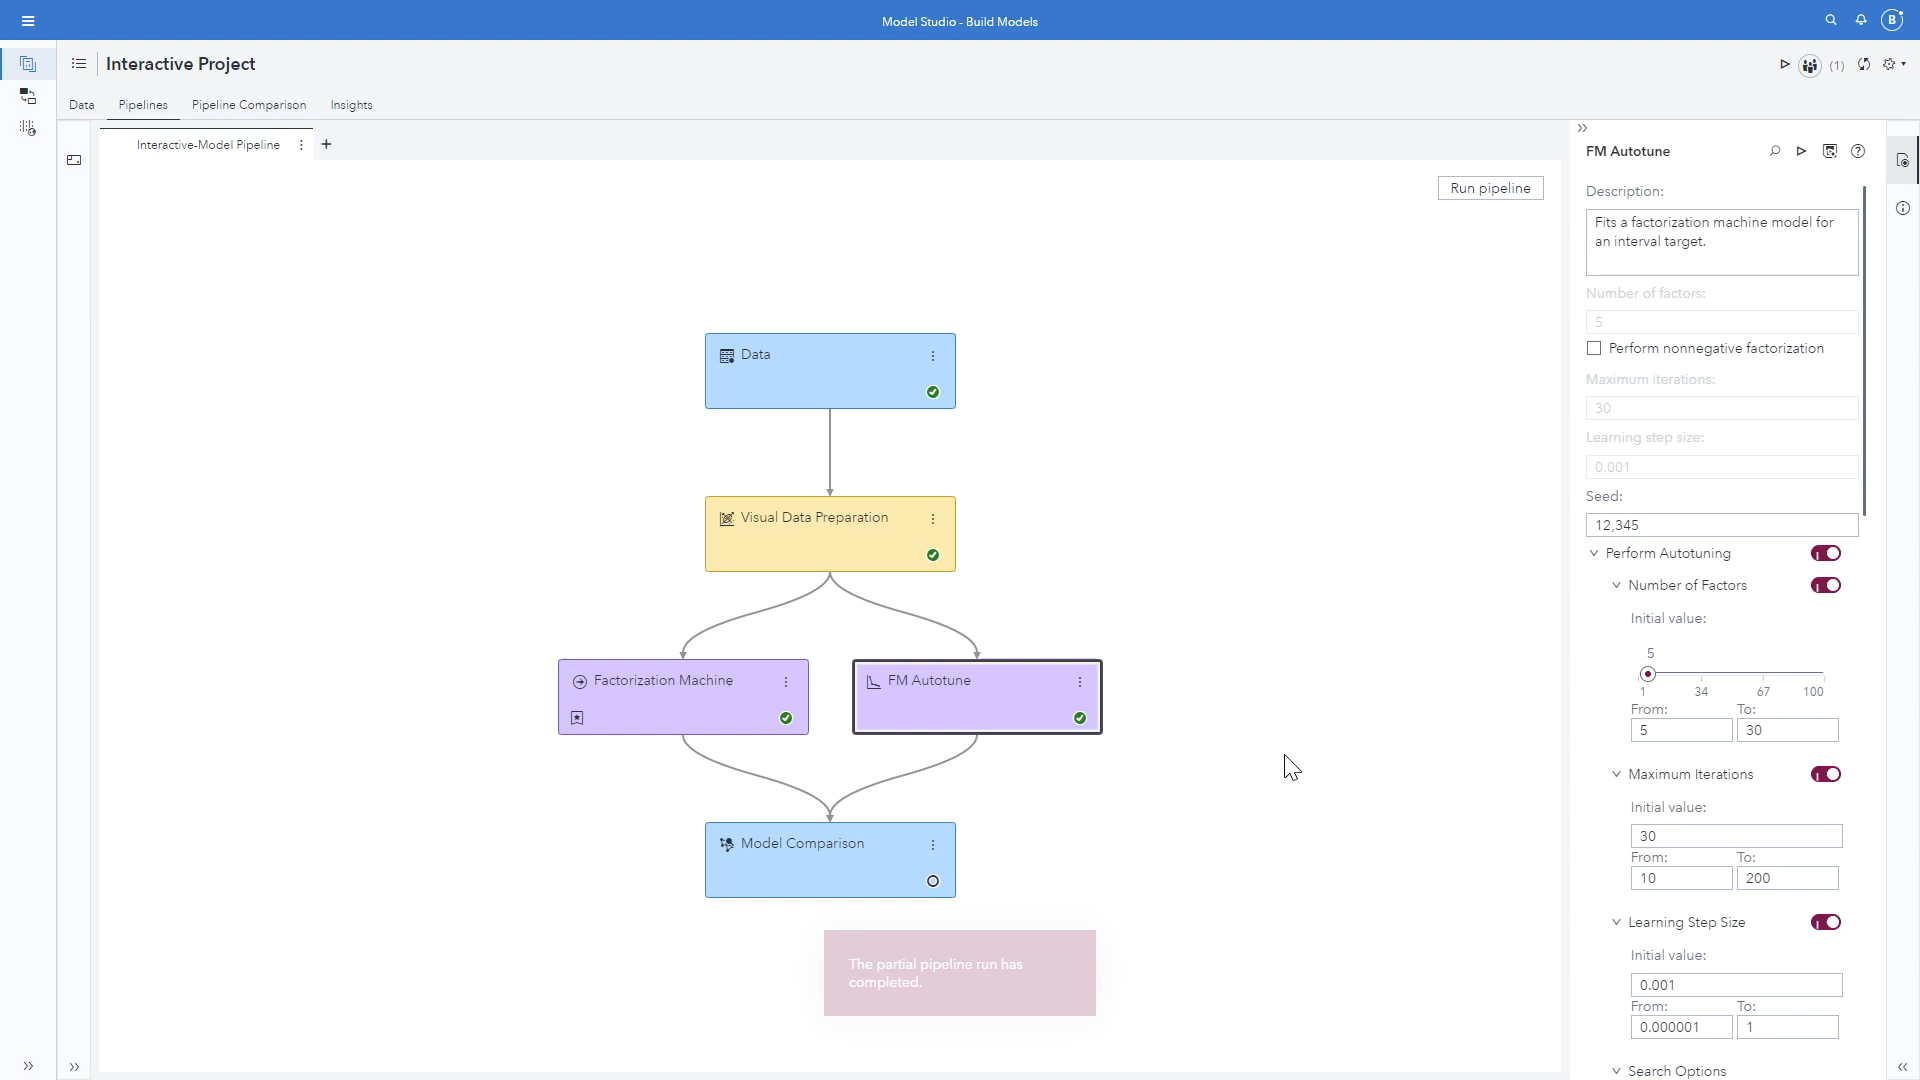 Model Studio - Build Models
B
Interactive Project
(1)
Data
Pipelines
Pipeline Comparison
Insights
Interactive-Model Pipeline
Run pipeline
Data
Visual Data Preparation
Factorization Machine
FM Autotune
Model Comparison
The partial pipeline run has
completed.
FM Autotune
Description:
Fits a factorization machine model for
an interval target.
Number of factors:
5
Perform nonnegative factorization
Maximum iterations:
30
Learning step size:
0.001
Seed:
12,345
Perform Autotuning
Number of Factors
Initial value:
5
1 34 67 100
From: To:
5 30
Maximum Iterations
Initial value:
30
From: To:
10 200
Learning Step Size
Initial value:
0.001
From: To:
0.000001 1
Search Options